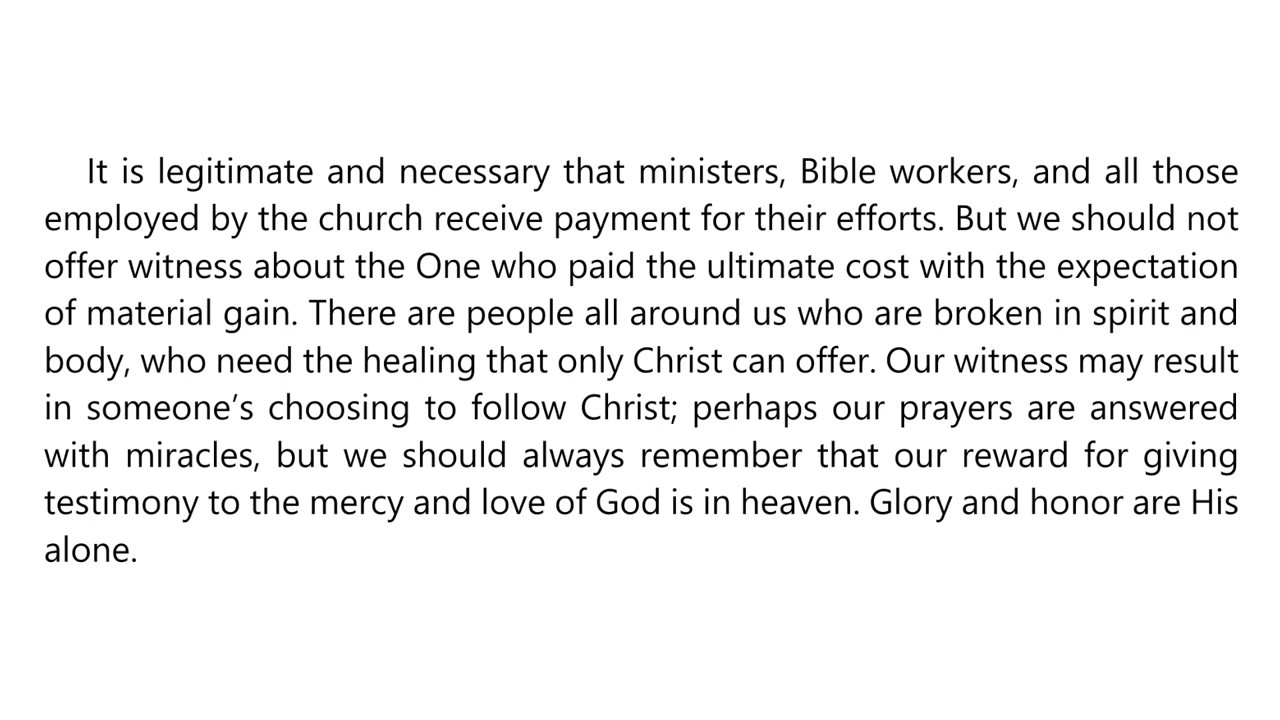 It is legitimate and necessary that ministers, Bible workers, and all those
employed by the church receive payment for their efforts. But we should not
offer witness about the One who paid the ultimate cost with the expectation
of material gain. There are people all around us who are broken in spirit and
body, who need the healing that only Christ can offer. Our witness may result
in someone’s choosing to follow Christ; perhaps our prayers are answered
with miracles, but we should always remember that our reward for giving
testimony to the mercy and love of God is in heaven. Glory and honor are His
alone.